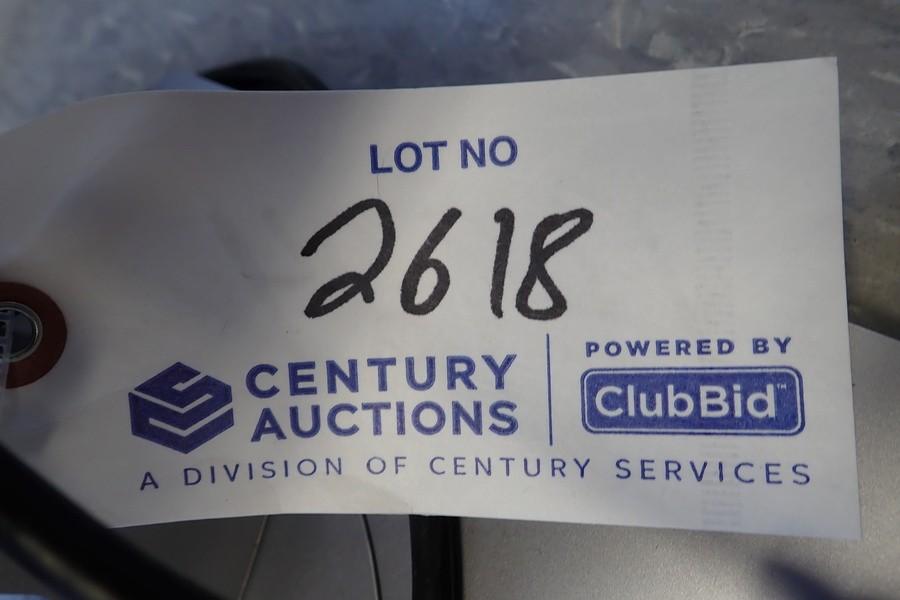 LOT NO
2618
CENTURY
AUCTIONS
POWERED BY
ClubBid™
A DIVISION OF CENTURY SERVICES